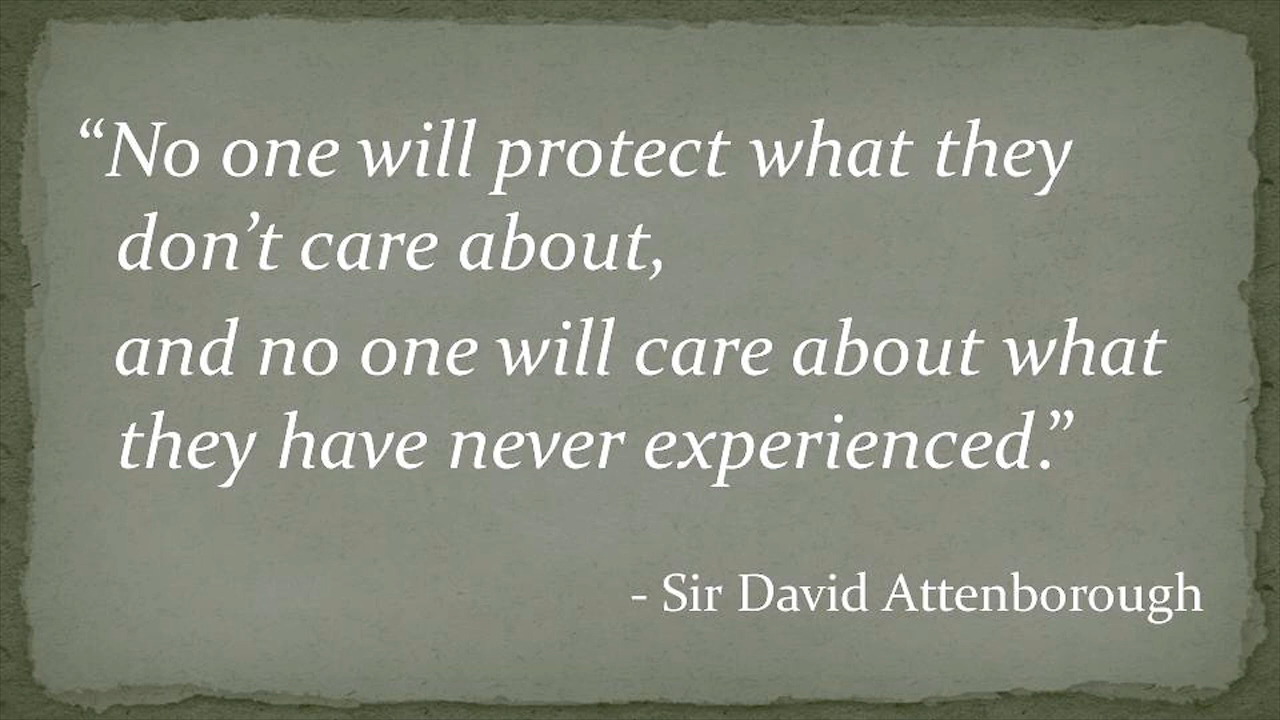 “No one will protect what they
don’t care about,
and no one will care about what
they have never experienced.”
- Sir David Attenborough